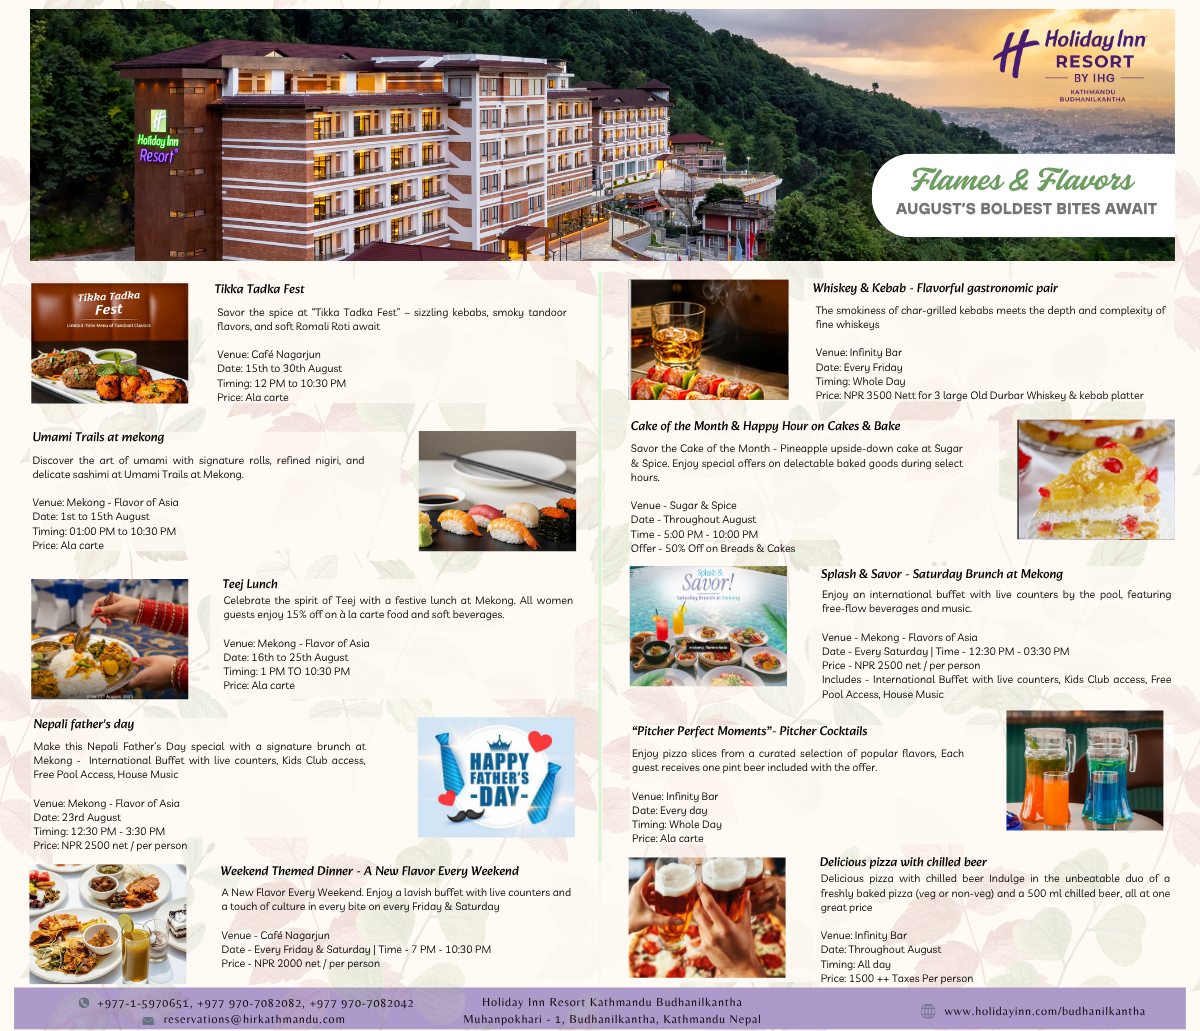 Holiday Inn
Resort
Holiday Inn
RESORT
BY IHG
KATHMANDU
BUDHANILKANTHA
Flames & Flavors
AUGUST'S BOLDEST BITES AWAIT
Tikka Tadka
Fest
Limited-Time Menu of Tandoori Classics
Tikka Tadka Fest
Savor the spice at “Tikka Tadka Fest” – sizzling kebabs, smoky tandoor
flavors, and soft Romali Roti await
Venue: Café Nagarjun
Date: 15th to 30th August
Timing: 12 PM to 10:30 PM
Price: Ala carte
Umami Trails at mekong
Discover the art of umami with signature rolls, refined nigiri, and
delicate sashimi at Umami Trails at Mekong.
Venue: Mekong - Flavor of Asia
Date: 1st to 15th August
Timing: 01:00 PM to 10:30 PM
Price: Ala carte
Teej Lunch
Celebrate the spirit of Teej with a festive lunch at Mekong. All women
guests enjoy 15% off on à la carte food and soft beverages.
Venue: Mekong - Flavor of Asia
Date: 16th to 25th August
Timing: 1 PM TO 10:30 PM
Price: Ala carte
Nepali father's day
Make this Nepali Father’s Day special with a signature brunch at
Mekong - International Buffet with live counters, Kids Club access,
Free Pool Access, House Music
Venue: Mekong - Flavor of Asia
Date: 23rd August
Timing: 12:30 PM - 3:30 PM
Price: NPR 2500 net / per person
HAPPY
FATHER'S
-DAY-
Weekend Themed Dinner - A New Flavor Every Weekend
A New Flavor Every Weekend. Enjoy a lavish buffet with live counters and
a touch of culture in every bite on every Friday & Saturday
Venue - Café Nagarjun
Date - Every Friday & Saturday | Time - 7 PM - 10:30 PM
Price - NPR 2000 net / per person
Whiskey & Kebab - Flavorful gastronomic pair
The smokiness of char-grilled kebabs meets the depth and complexity of
fine whiskeys
Venue: Infinity Bar
Date: Every Friday
Timing: Whole Day
Price: NPR 3500 Nett for 3 large Old Durbar Whiskey & kebab platter
Cake of the Month & Happy Hour on Cakes & Bake
Savor the Cake of the Month - Pineapple upside-down cake at Sugar
& Spice. Enjoy special offers on delectable baked goods during select
hours.
Venue - Sugar & Spice
Date - Throughout August
Time - 5:00 PM - 10:00 PM
Offer - 50% Off on Breads & Cakes
Splash &
Savor!
Saturday Brunch at Mekong
Splash & Savor - Saturday Brunch at Mekong
Enjoy an international buffet with live counters by the pool, featuring
free-flow beverages and music.
Venue - Mekong - Flavors of Asia
Date - Every Saturday | Time - 12:30 PM - 03:30 PM
Price - NPR 2500 net / per person
Includes - International Buffet with live counters, Kids Club access, Free
Pool Access, House Music
“Pitcher Perfect Moments”- Pitcher Cocktails
Enjoy pizza slices from a curated selection of popular flavors, Each
guest receives one pint beer included with the offer.
Venue: Infinity Bar
Date: Every day
Timing: Whole Day
Price: Ala carte
Delicious pizza with chilled beer
Delicious pizza with chilled beer Indulge in the unbeatable duo of a
freshly baked pizza (veg or non-veg) and a 500 ml chilled beer, all at one
great price
Venue: Infinity Bar
Date: Throughout August
Timing: All day
Price: 1500 ++ Taxes Per person
+977-1-5970651, +977 970-7082082, +977 970-7082042
reservations@hirkathmandu.com
Holiday Inn Resort Kathmandu Budhanilkantha
Muhanpokhari - 1, Budhanilkantha, Kathmandu Nepal
www.holidayinn.com/budhanilkantha